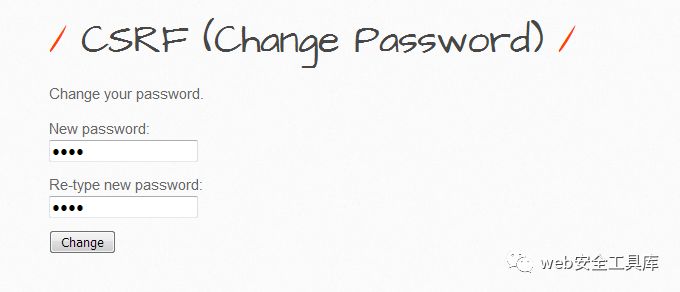 / CSRF (Change Password) /
Change your password.
New password:
••••
Re-type new password:
••••
Change
web安全工具库